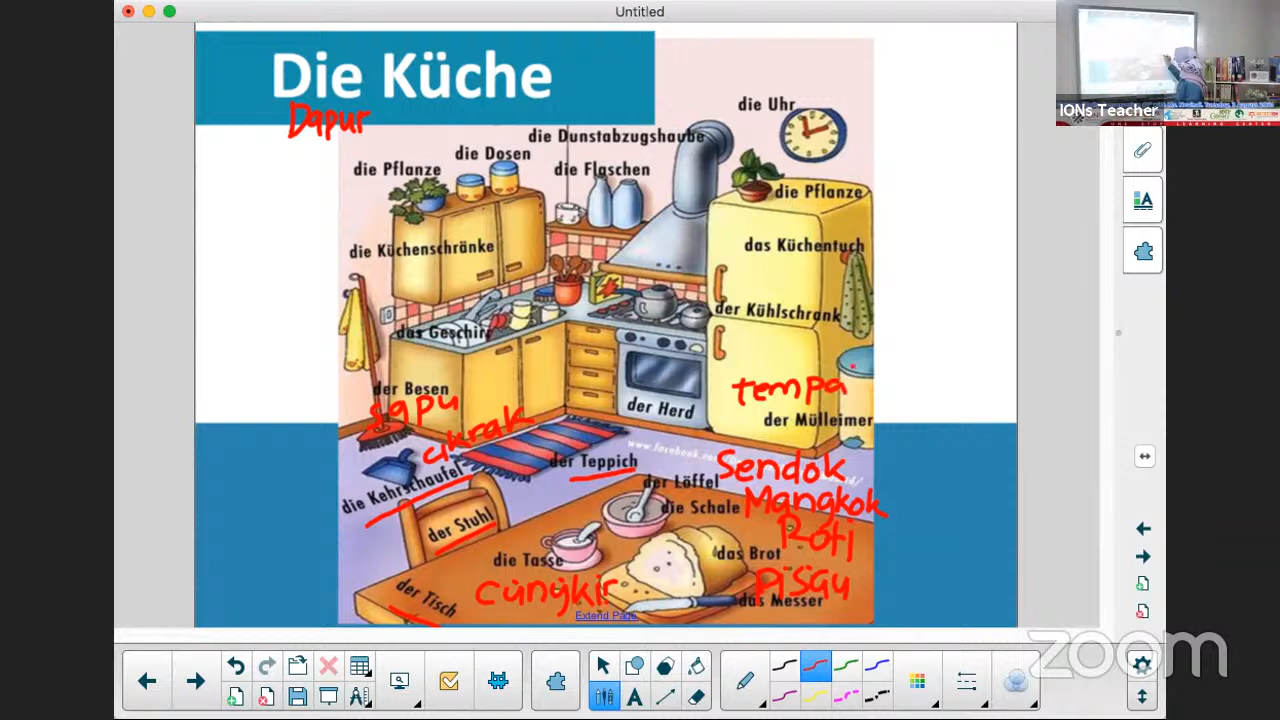 Untitled
Die Küche
Dapur
IONs Teacher
die Uhr
die Dunstabzugshaube
die Dosen
die Pflanze
die Flaschen
die Pflanze
die Küchenschränke
das Küchentuch
der Kühlschrank
das Geschirr
der Besen
sapu
tempa
der Herd
der Mülleimer
cikrak
der Teppich
Sendok
die Kehrschaufel
der Löffel
die Schale
Mangkok
der Stuhl
Roti
die Tasse
das Brot
cungkir
Pisau
der Tisch
das Messer
Extend Page
zoom